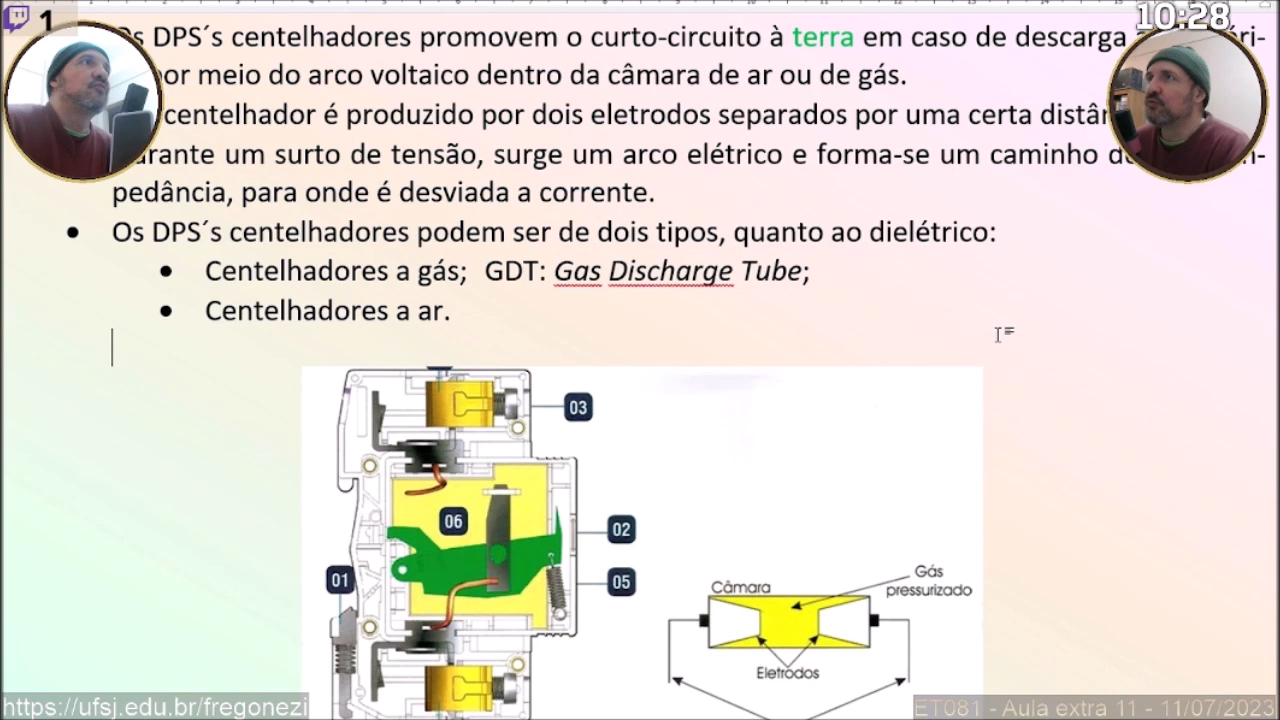 1
10:28
DPS´s centelhadores promovem o curto-circuito à terra em caso de descarga
por meio do arco voltaico dentro da câmara de ar ou de gás.
centelhador é produzido por dois eletrodos separados por uma certa
um surto de tensão, surge um arco elétrico e forma-se um caminho
pedância, para onde é desviada a corrente.
• Os DPS´s centelhadores podem ser de dois tipos, quanto ao dielétrico:
• Centelhadores a gás; GDT: Gas Discharge Tube;
• Centelhadores a ar.
03
06
02
01
05
Gás
Câmara
pressurizado
Eletrodos
https://ufsj.edu.br/fregonezi
ET081 - Aula extra 11 - 11/07/2023